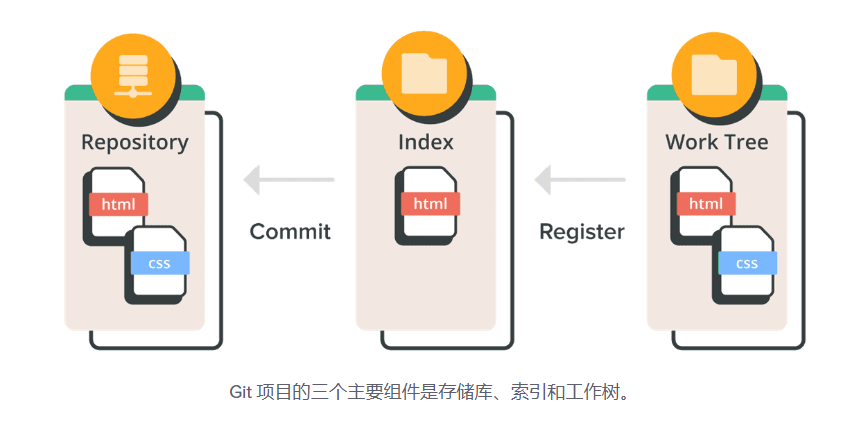 Repository
html
css
Commit
Index
html
Register
Work Tree
html
css
Git 项目的三个主要组件是存储库、索引和工作树。